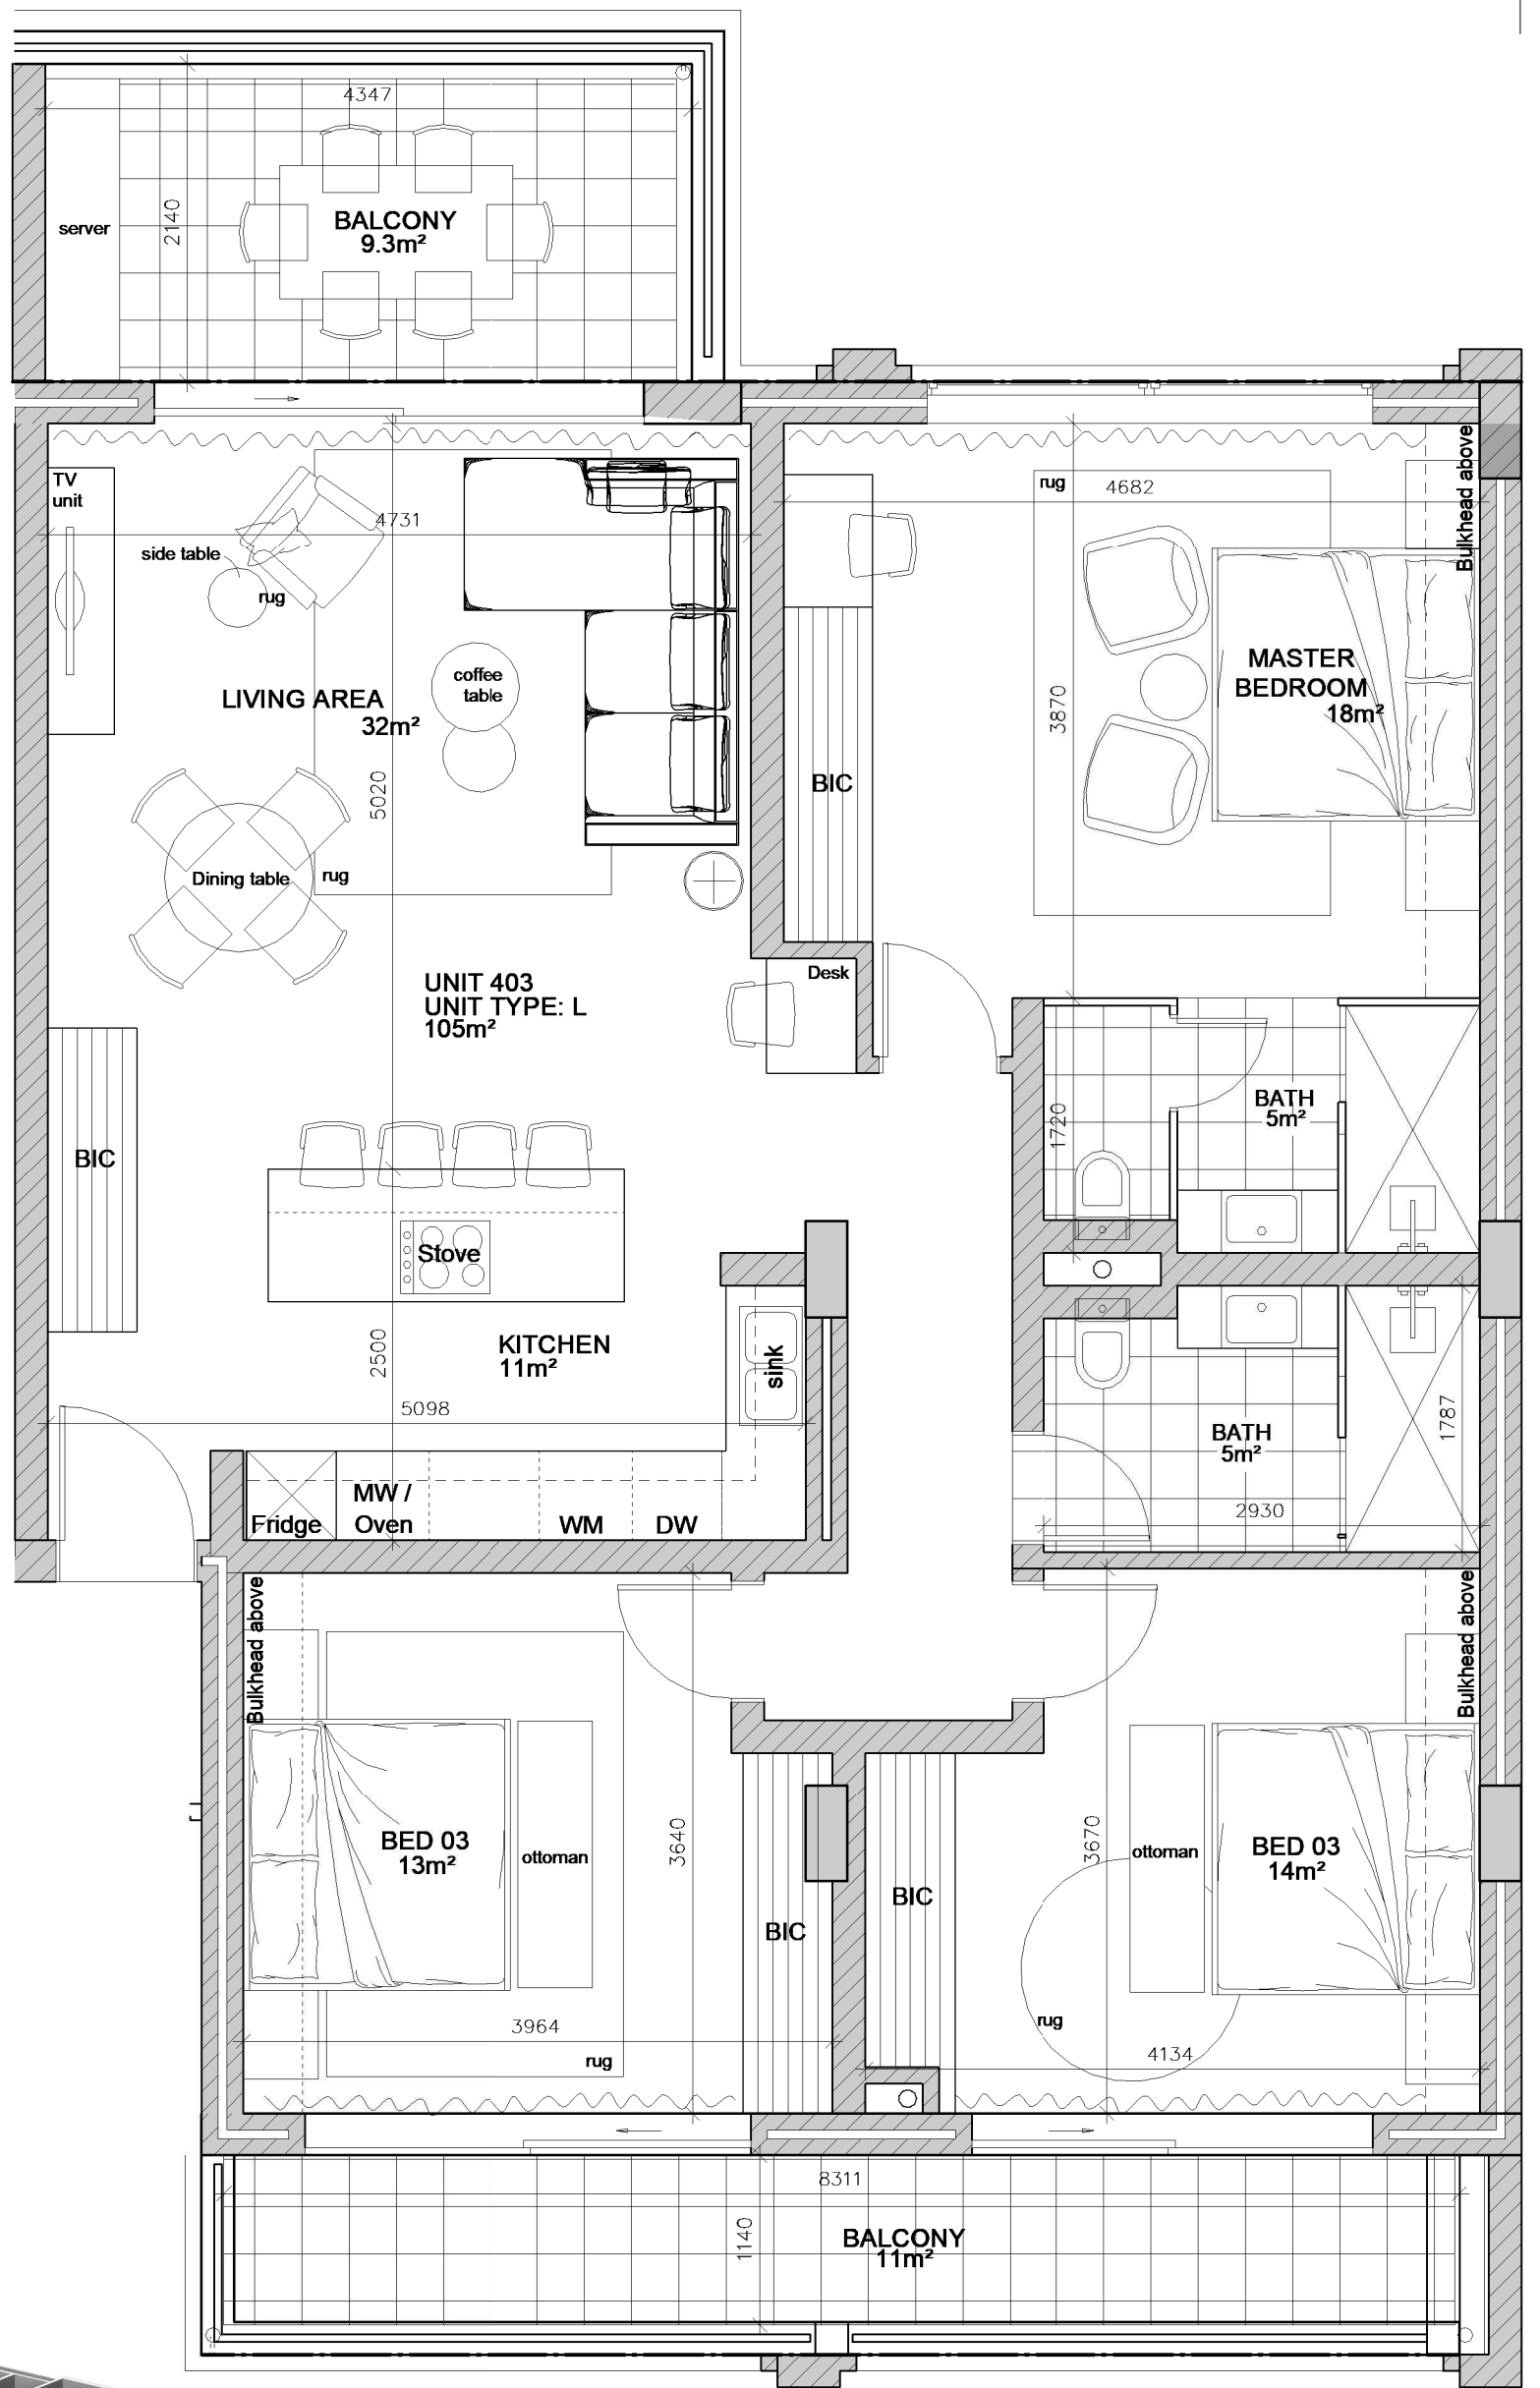 4347
2140
server
BALCONY
9.3m²
TV
unit
4731
side table
rug
coffee
table
LIVING AREA
32m²
5020
Dining table
rug
rug
4682
Bulkhead above
MASTER
BEDROOM
18m²
3870
BIC
UNIT 403
UNIT TYPE: L
105m²
Desk
BATH
5m²
1720
BIC
Stove
KITCHEN
11m²
2500
sink
5098
MW /
Oven
Fridge
WM
DW
BATH
5m²
1787
2930
Bulkhead above
BED 03
13m²
ottoman
3640
BIC
3964
rug
Bulkhead above
BED 03
14m²
ottoman
3670
BIC
rug
4134
8311
1140
BALCONY
11m²